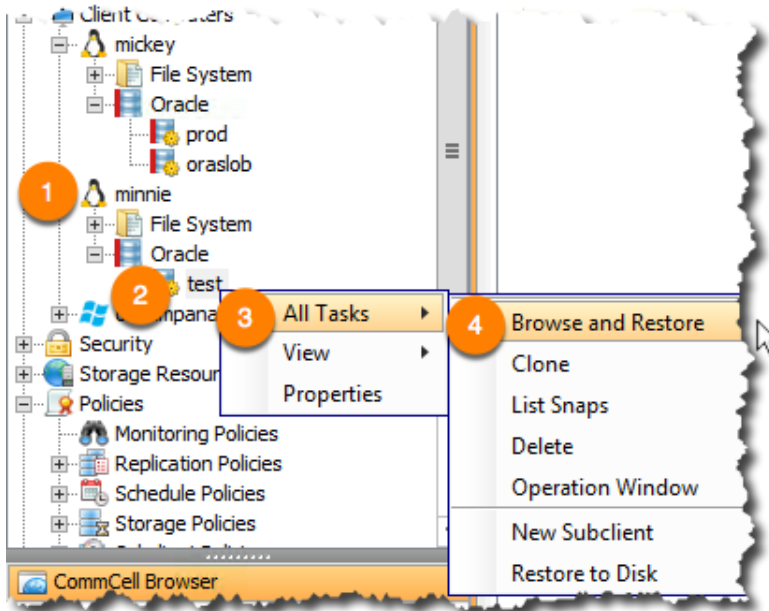 Client Computers
mickey
File System
Oracle
prod
oraslob
1
minnie
File System
Oracle
2
test
3
All Tasks
4
Browse and Restore
View
Clone
Properties
List Snaps
Delete
Operation Window
New Subclient
Restore to Disk
Security
Storage Resour
Policies
Monitoring Policies
Replication Policies
Schedule Policies
Storage Policies
CommCell Browser